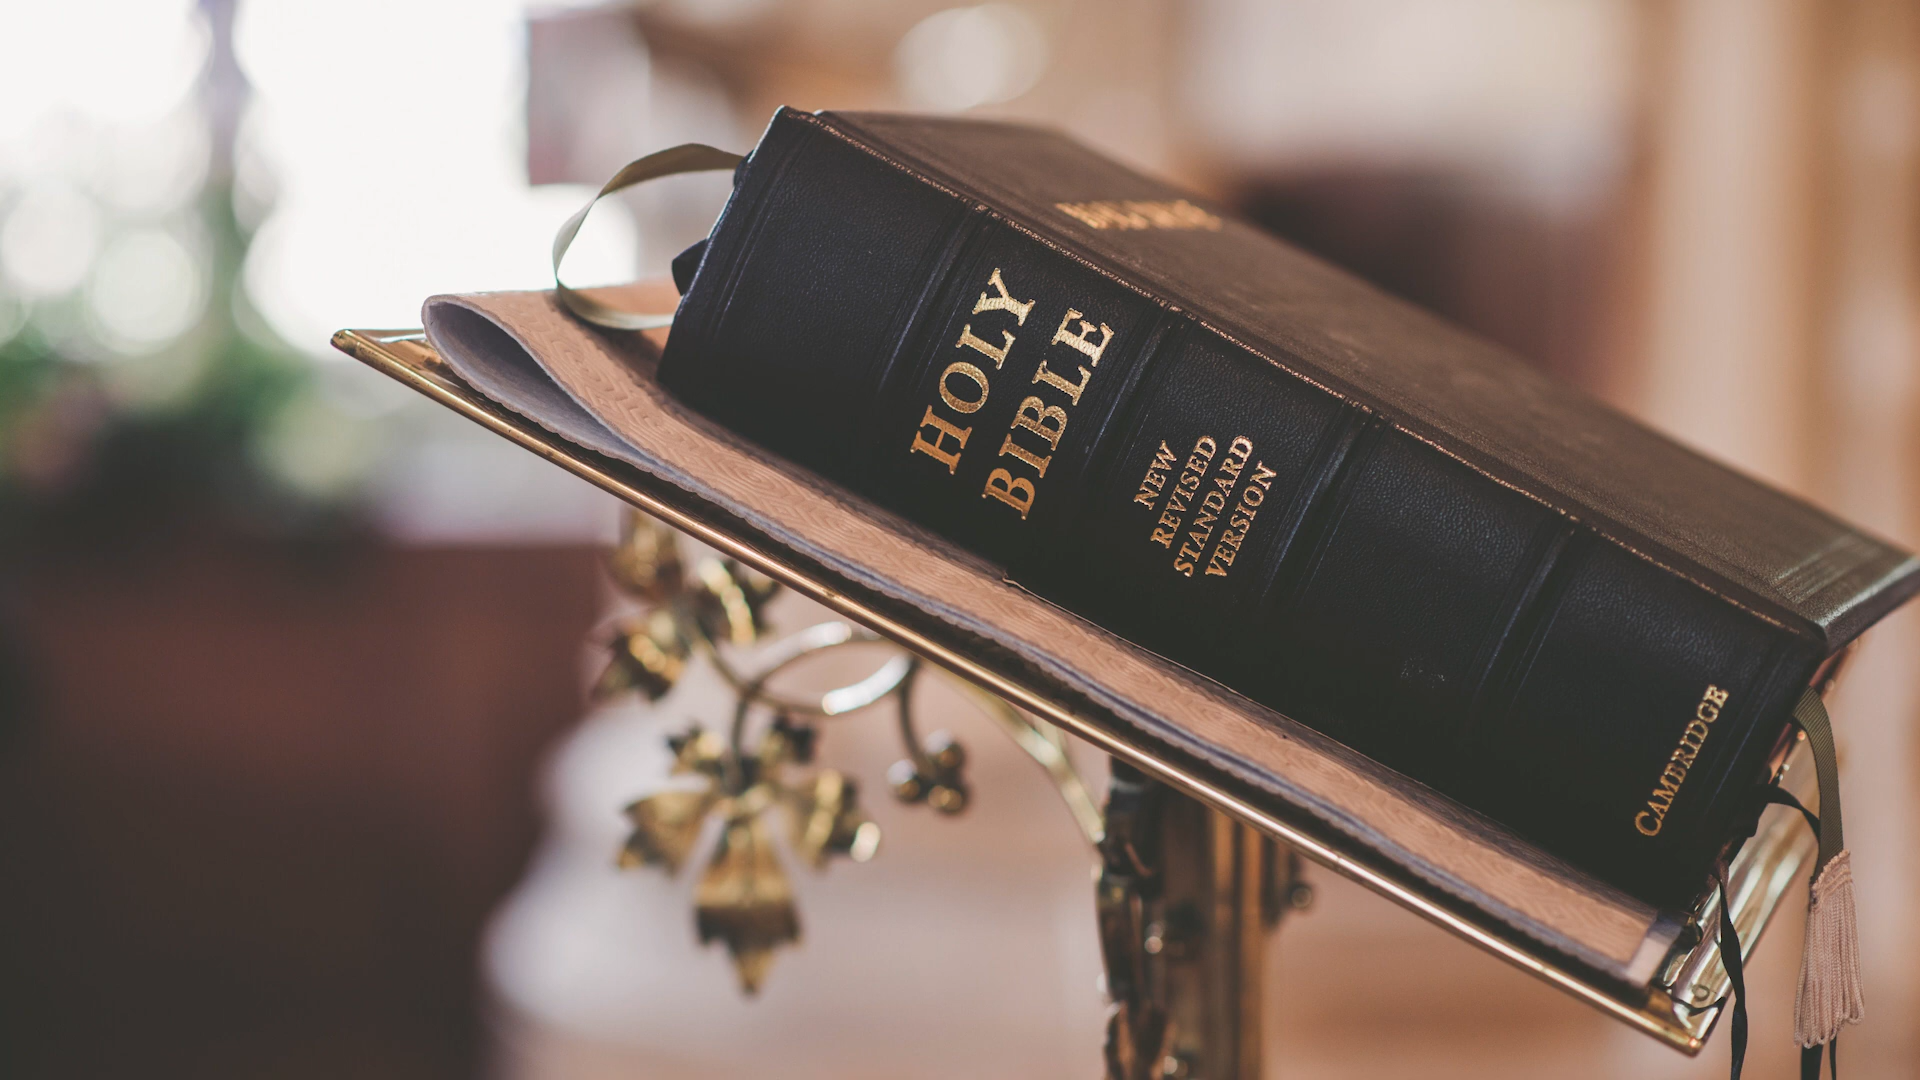 HOLY
BIBLE
NEW
REVISED
STANDARD
VERSION
CAMBRIDGE